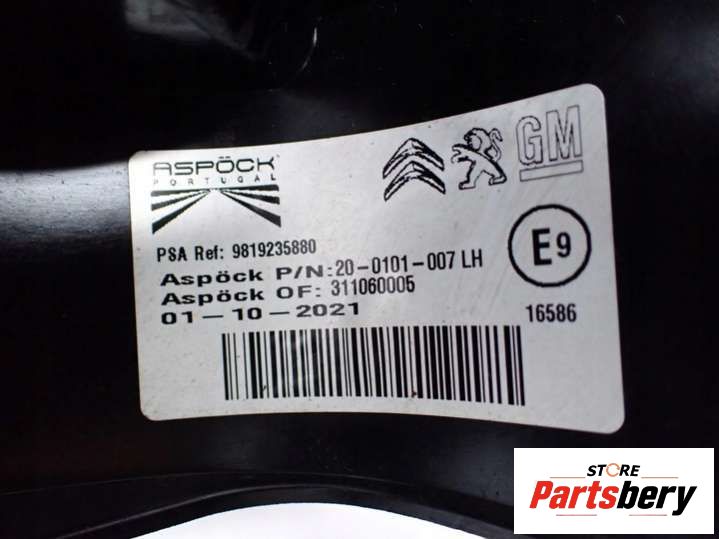 ASPÖCK
PORTUGAL
GM
PSA Ref: 9819235880
Aspöck P/N:20-0101-007 LH
Aspöck OF: 311060005
01-10-2021
E9
16586
STORE
Partsbery